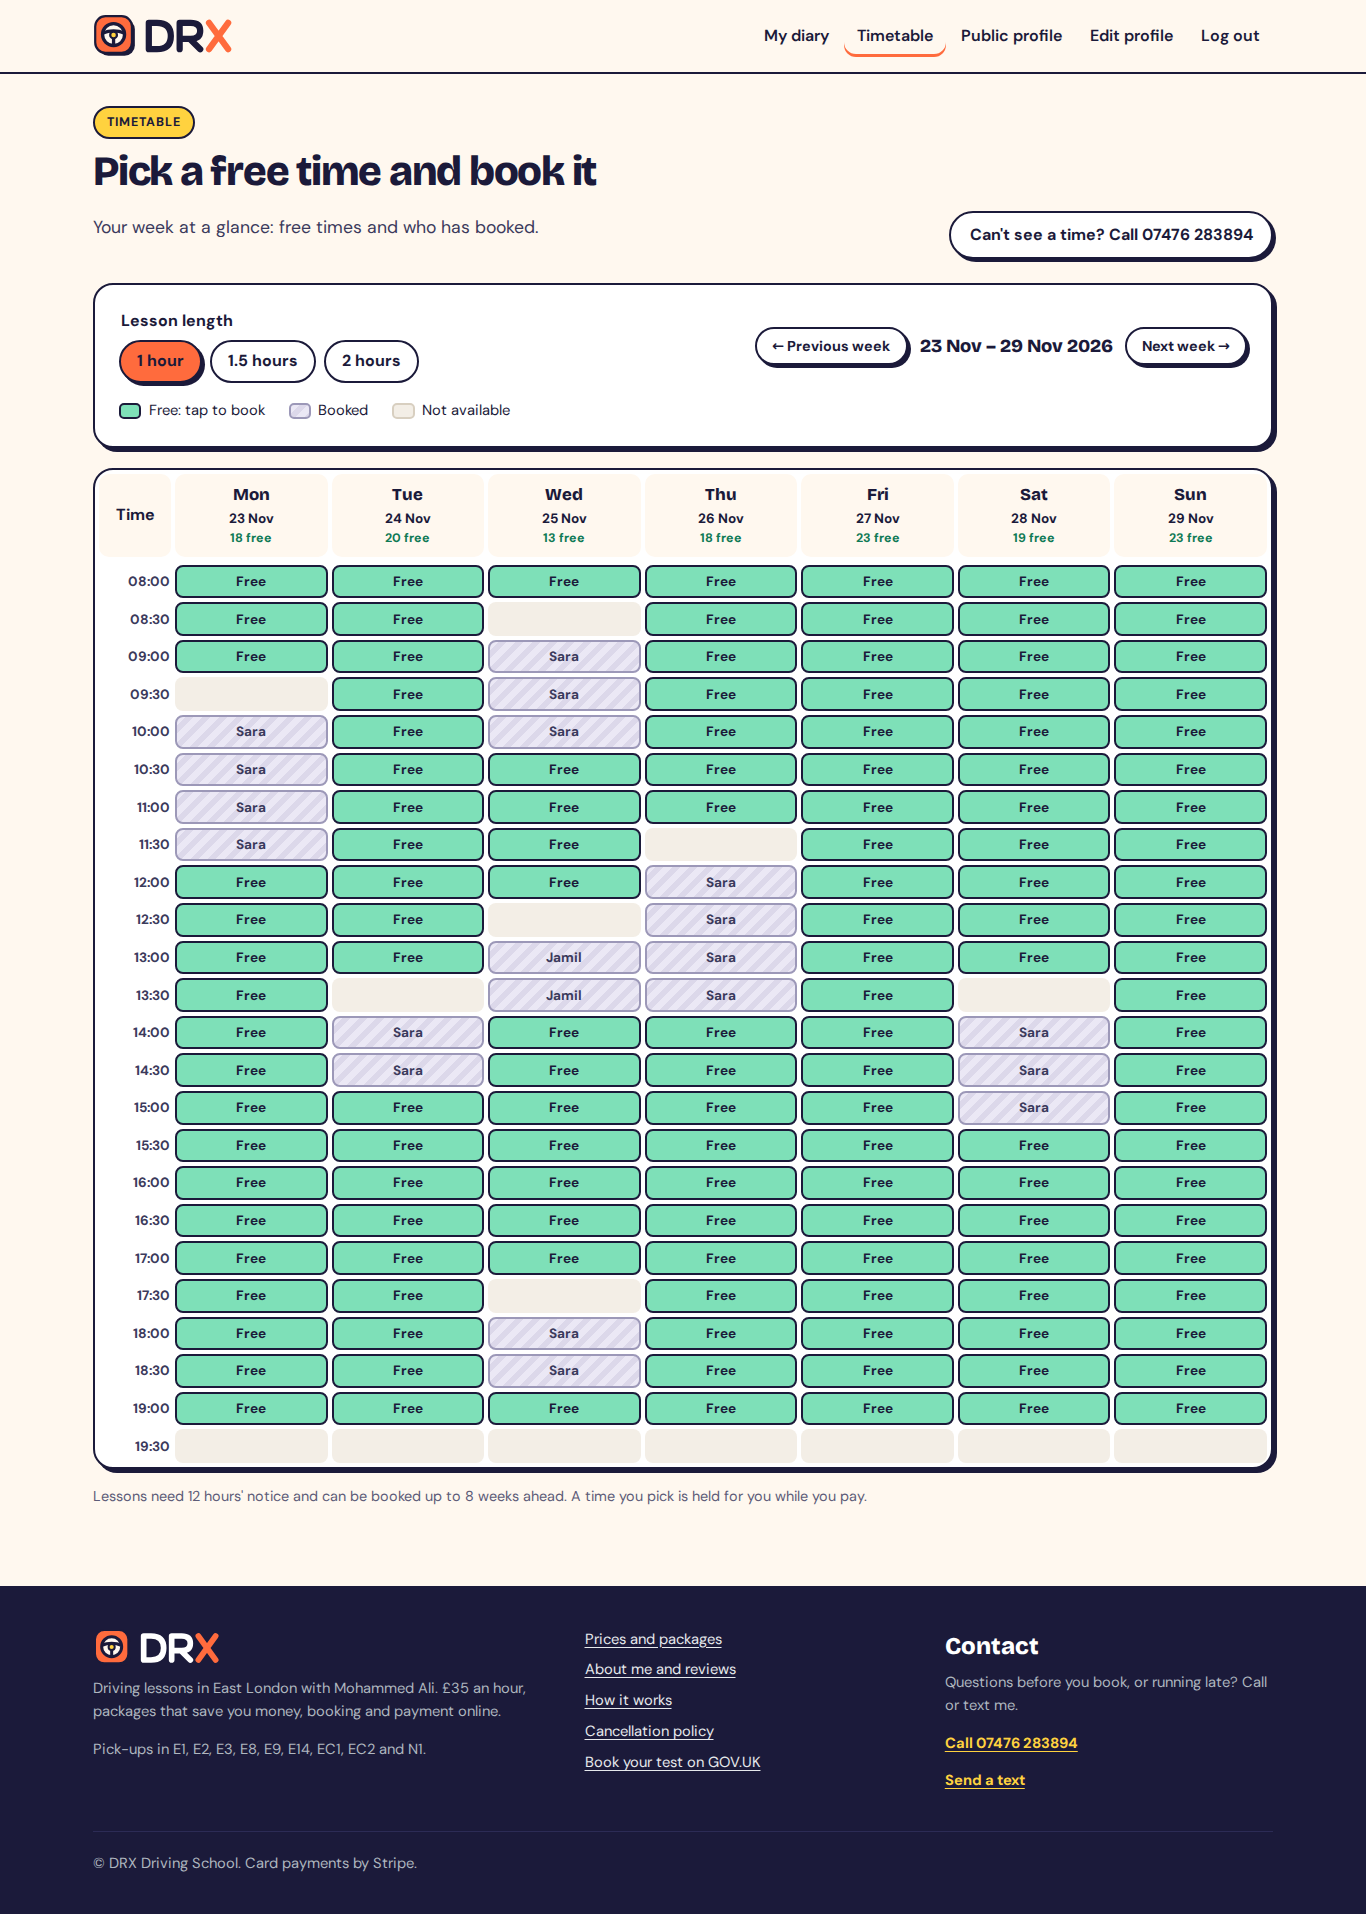 DRX
My diary Timetable Public profile Edit profile Log out
TIMETABLE
Pick a free time and book it
Your week at a glance: free times and who has booked.
Can't see a time? Call 07476 283894
Lesson length
1 hour 1.5 hours 2 hours
← Previous week 23 Nov – 29 Nov 2026 Next week →
Free: tap to book Booked Not available
Time Mon Tue Wed Thu Fri Sat Sun
23 Nov 24 Nov 25 Nov 26 Nov 27 Nov 28 Nov 29 Nov
18 free 20 free 13 free 18 free 23 free 19 free 23 free
08:00 Free Free Free Free Free Free Free
08:30 Free Free Free Free Free Free
09:00 Free Free Sara Free Free Free Free
09:30 Free Sara Free Free Free Free
10:00 Sara Free Sara Free Free Free Free
10:30 Sara Free Free Free Free Free Free
11:00 Sara Free Free Free Free Free Free
11:30 Sara Free Free Free Free Free
12:00 Free Free Free Sara Free Free Free
12:30 Free Free Sara Free Free Free
13:00 Free Free Jamil Sara Free Free Free
13:30 Free Jamil Sara Free Free
14:00 Free Sara Free Free Free Sara Free
14:30 Free Sara Free Free Free Sara Free
15:00 Free Free Free Free Free Sara Free
15:30 Free Free Free Free Free Free Free
16:00 Free Free Free Free Free Free Free
16:30 Free Free Free Free Free Free Free
17:00 Free Free Free Free Free Free Free
17:30 Free Free Free Free Free Free
18:00 Free Free Sara Free Free Free Free
18:30 Free Free Sara Free Free Free Free
19:00 Free Free Free Free Free Free Free
19:30
Lessons need 12 hours' notice and can be booked up to 8 weeks ahead. A time you pick is held for you while you pay.
DRX
Driving lessons in East London with Mohammed Ali. £35 an hour,
packages that save you money, booking and payment online.
Pick-ups in E1, E2, E3, E8, E9, E14, EC1, EC2 and N1.
Prices and packages
About me and reviews
How it works
Cancellation policy
Book your test on GOV.UK
Contact
Questions before you book, or running late? Call
or text me.
Call 07476 283894
Send a text
© DRX Driving School. Card payments by Stripe.